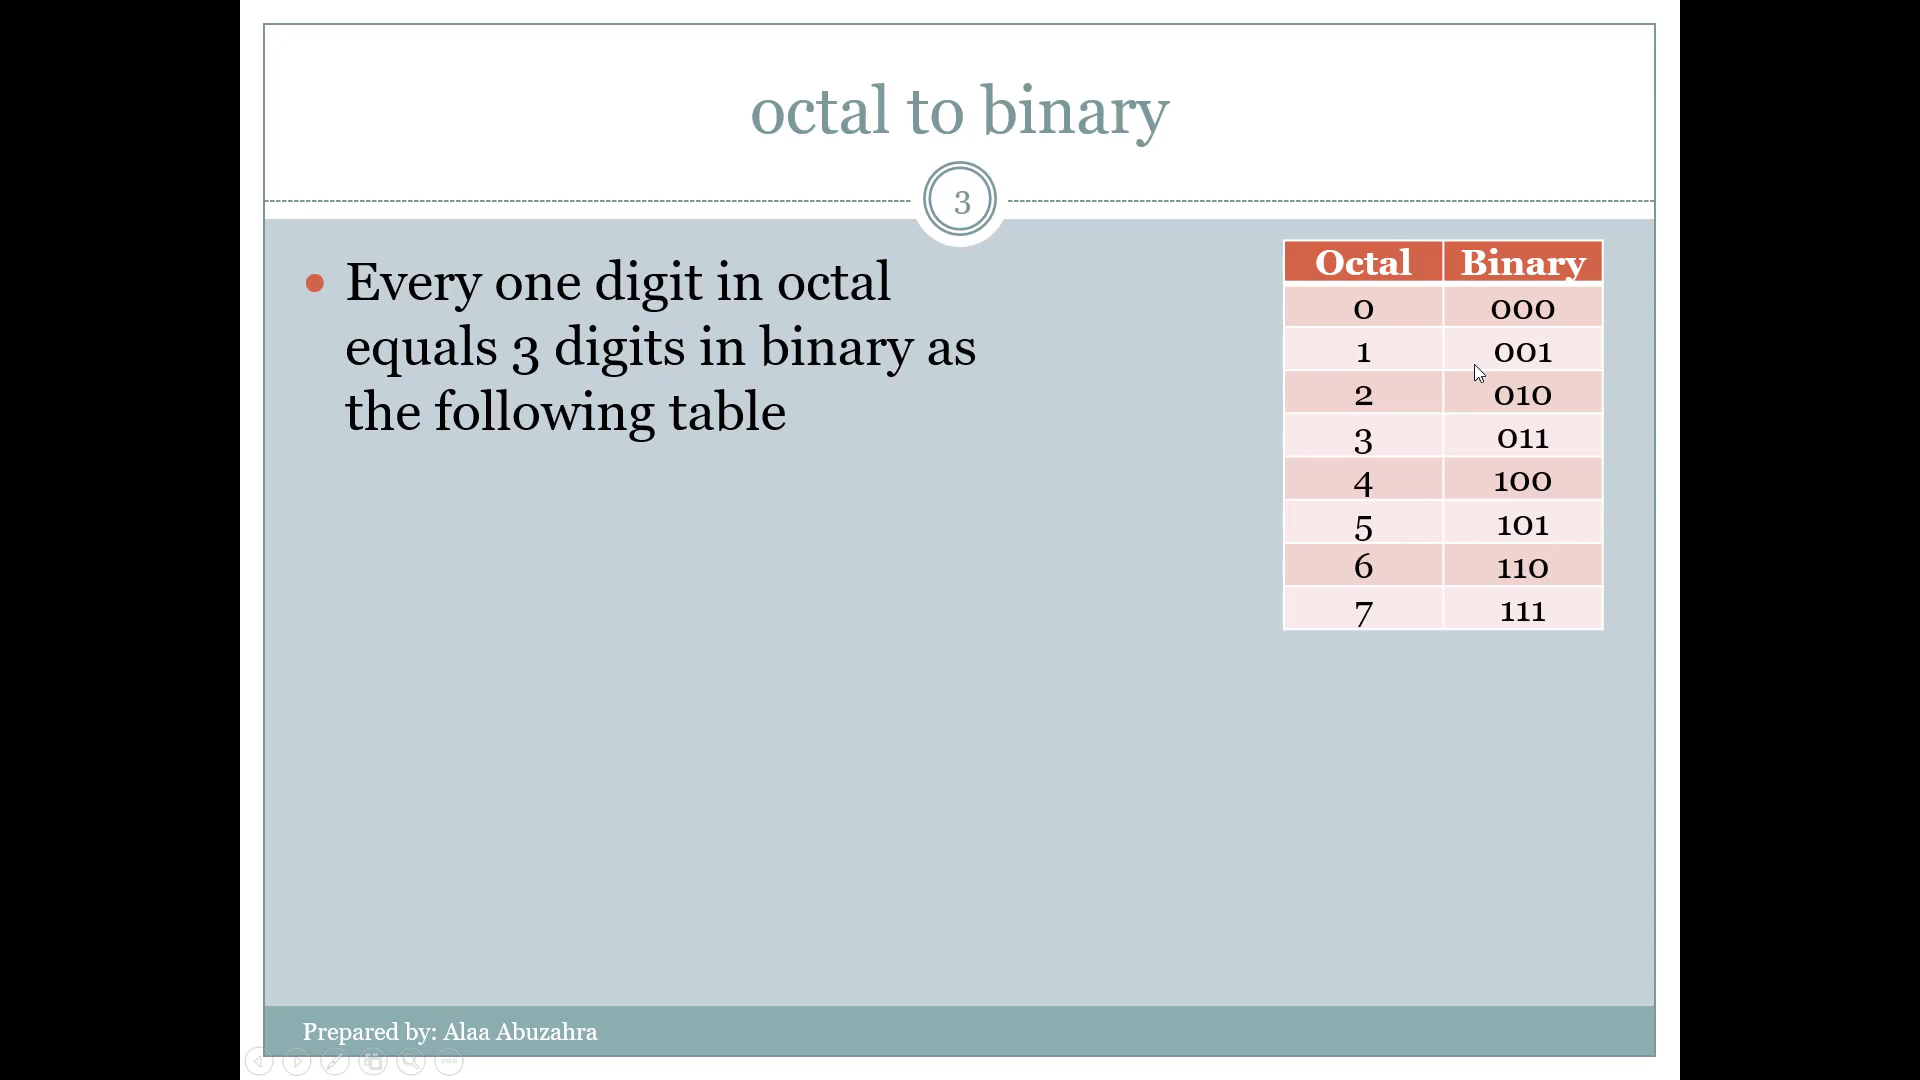 octal to binary
3
• Every one digit in octal
equals 3 digits in binary as
the following table
Octal Binary
0 000
1 001
2 010
3 011
4 100
5 101
6 110
7 111
Prepared by: Alaa Abuzahra